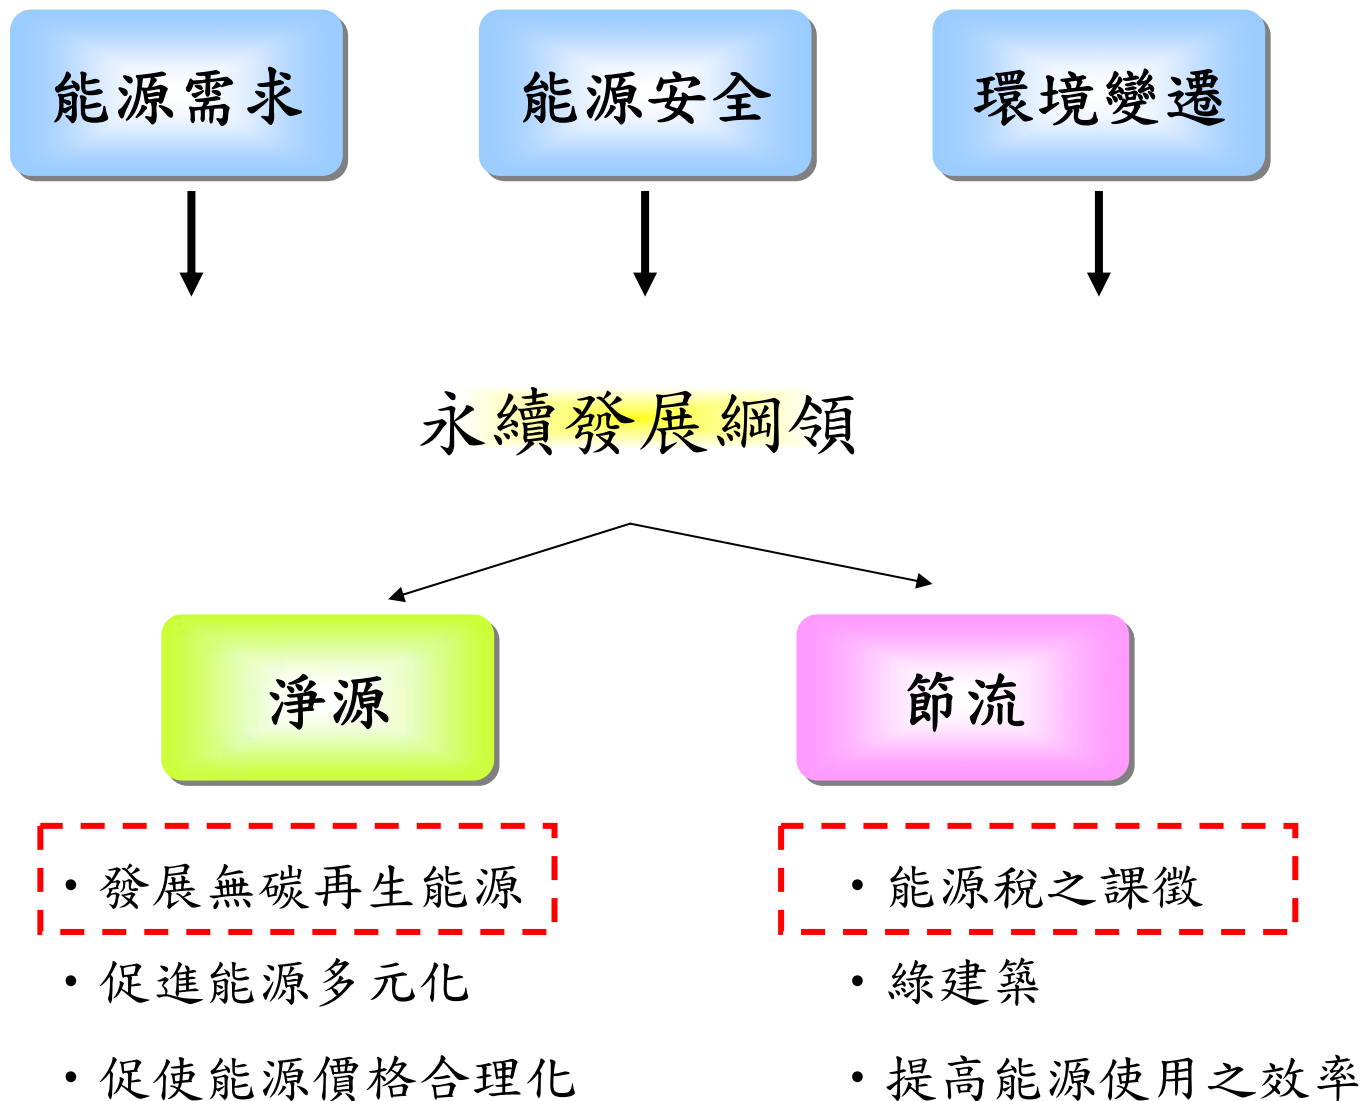 能源需求
能源安全
環境變遷
永續發展綱領
淨源
節流
・發展無碳再生能源
・促進能源多元化
・促使能源價格合理化
・能源稅之課徵
・綠建築
・提高能源使用之效率